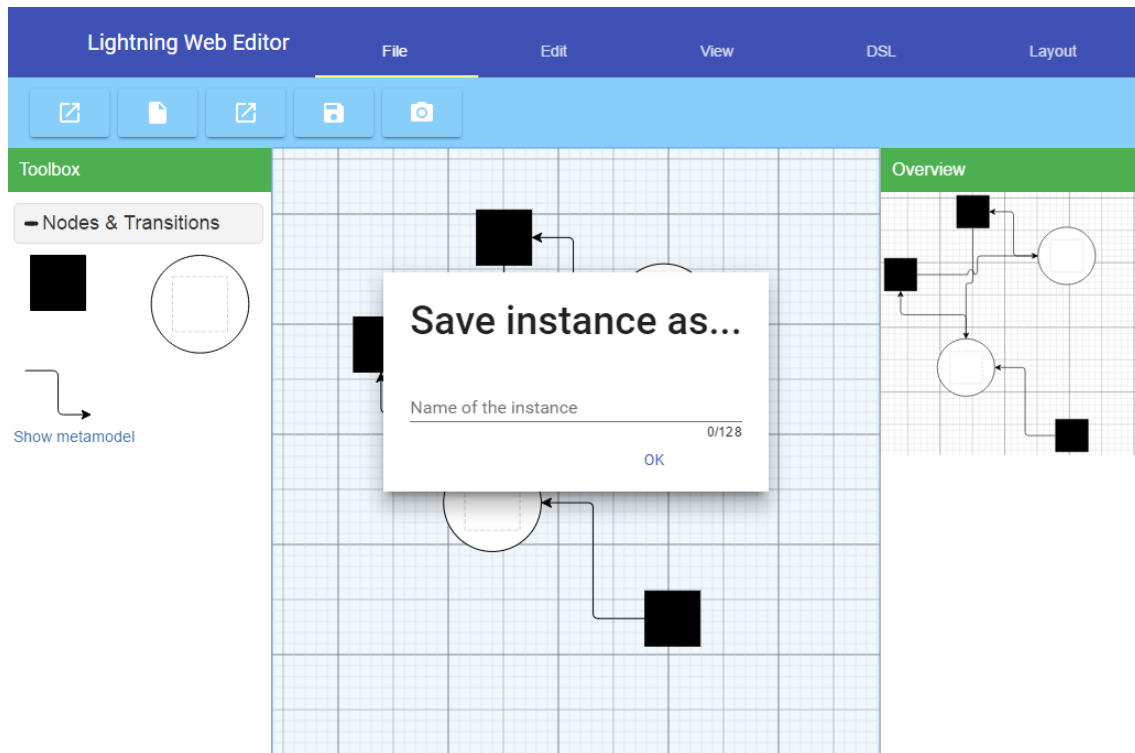 Lightning Web Editor
File
Edit
View
DSL
Layout
Toolbox
Nodes & Transitions
Show metamodel
Save instance as...
Name of the instance
0/128
OK
Overview